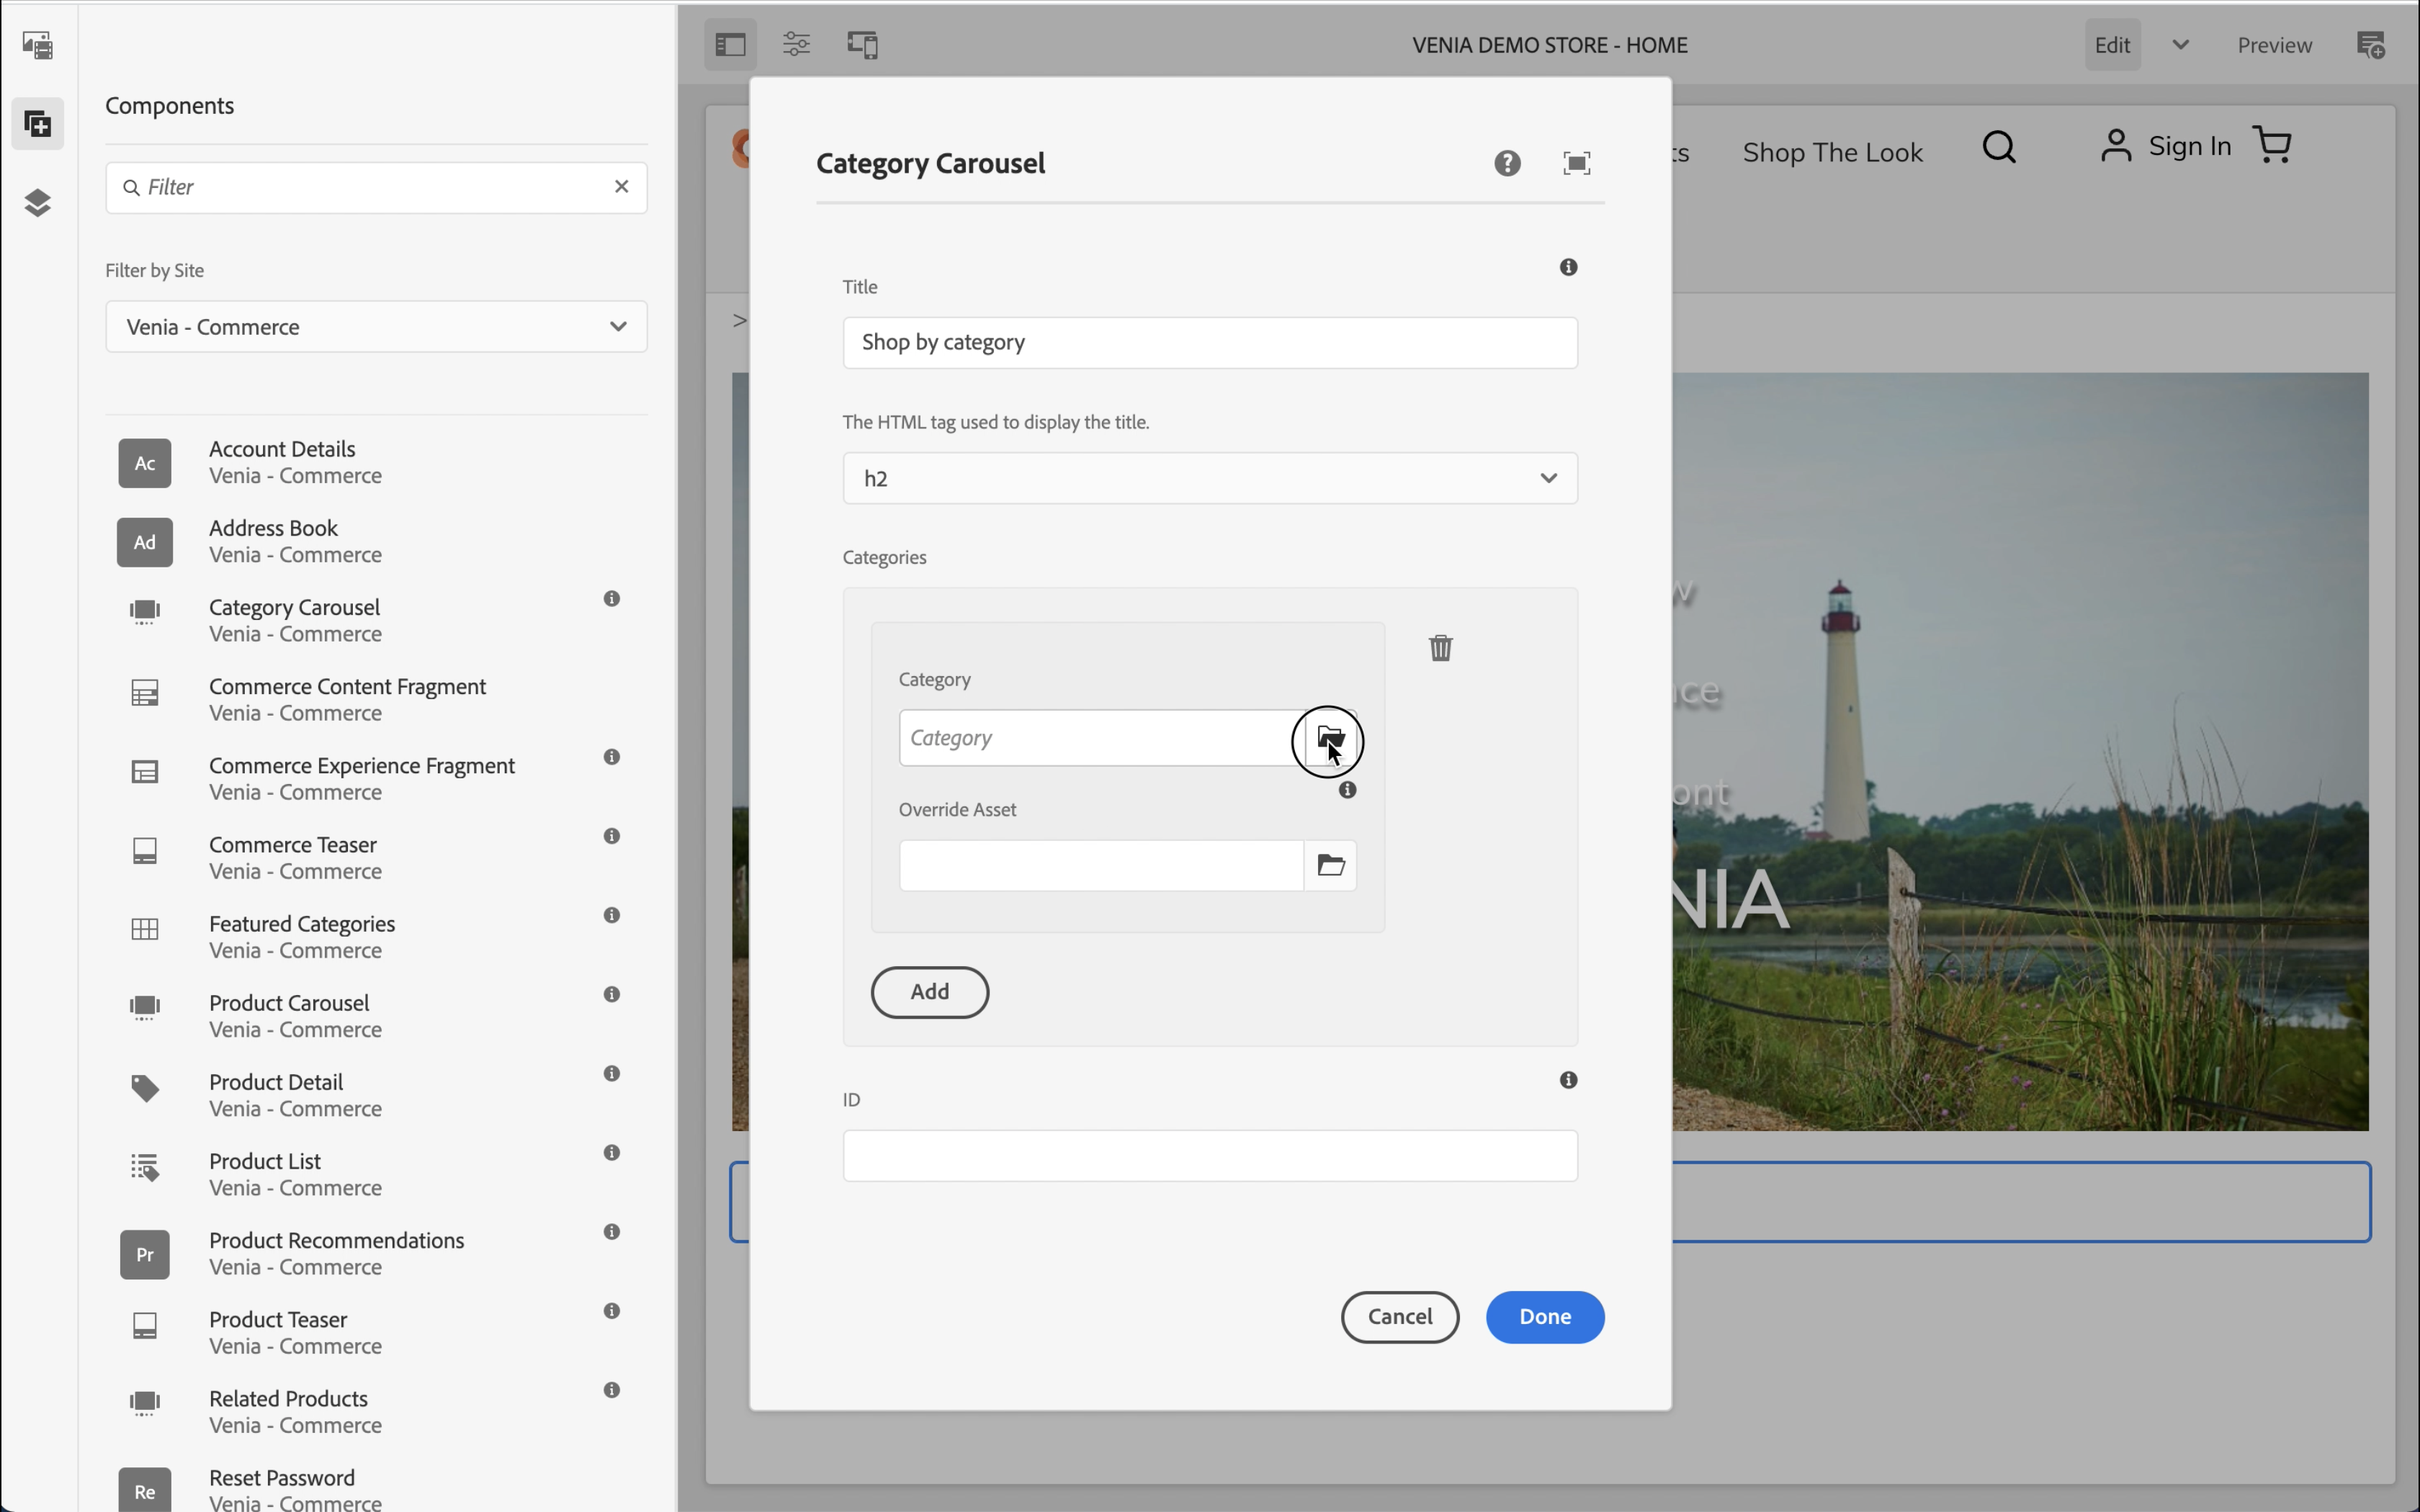 VENIA DEMO STORE - HOME
Edit
Preview
Components
Filter
Filter by Site
Venia - Commerce
Ac
Account Details
Venia - Commerce
Ad
Address Book
Venia - Commerce
Category Carousel
Venia - Commerce
Commerce Content Fragment
Venia - Commerce
Commerce Experience Fragment
Venia - Commerce
Commerce Teaser
Venia - Commerce
Featured Categories
Venia - Commerce
Product Carousel
Venia - Commerce
Product Detail
Venia - Commerce
Product List
Venia - Commerce
Pr
Product Recommendations
Venia - Commerce
Product Teaser
Venia - Commerce
Related Products
Venia - Commerce
Re
Reset Password
Venia - Commerce
Category Carousel
Title
Shop by category
The HTML tag used to display the title.
h2
Categories
Category
Category
Override Asset
Add
ID
Cancel
Done
ts
Shop The Look
Sign In
>
w
nce
ont
NIA